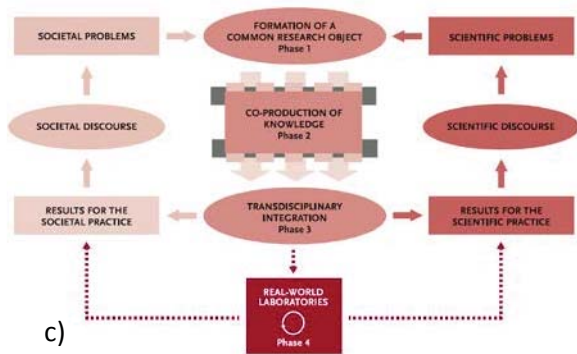 SOCIETAL PROBLEMS
FORMATION OF A
COMMON RESEARCH OBJECT
Phase 1
SCIENTIFIC PROBLEMS
SOCIETAL DISCOURSE
CO-PRODUCTION OF
KNOWLEDGE
Phase 2
SCIENTIFIC DISCOURSE
RESULTS FOR THE
SOCIETAL PRACTICE
TRANSDISCIPLINARY
INTEGRATION
Phase 3
RESULTS FOR THE
SCIENTIFIC PRACTICE
REAL-WORLD
LABORATORIES
Phase 4
c)